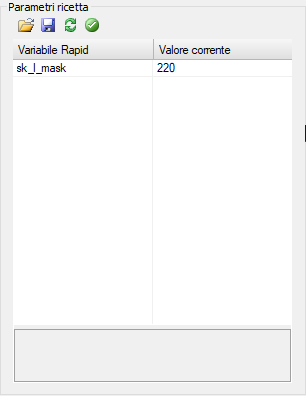 Parametri ricetta
Variabile Rapid Valore corrente
sk_l_mask 220